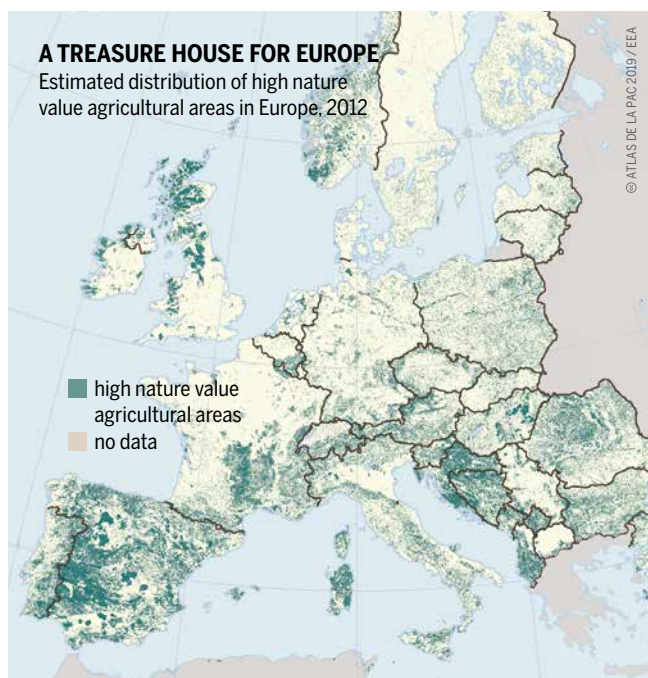 A TREASURE HOUSE FOR EUROPE
Estimated distribution of high nature
value agricultural areas in Europe, 2012
© ATLAS DE LA PAC 2019 / EEA
high nature value
agricultural areas
no data